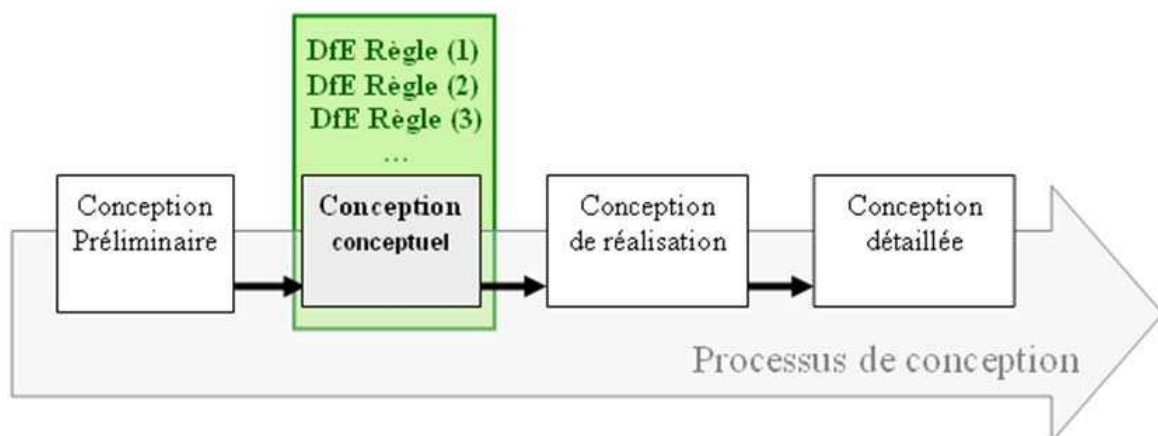 DfE Règle (1)
DfE Règle (2)
DfE Règle (3)
...
Conception
Préliminaire
Conception
conceptuel
Conception
de réalisation
Conception
détaillée
Processus de conception